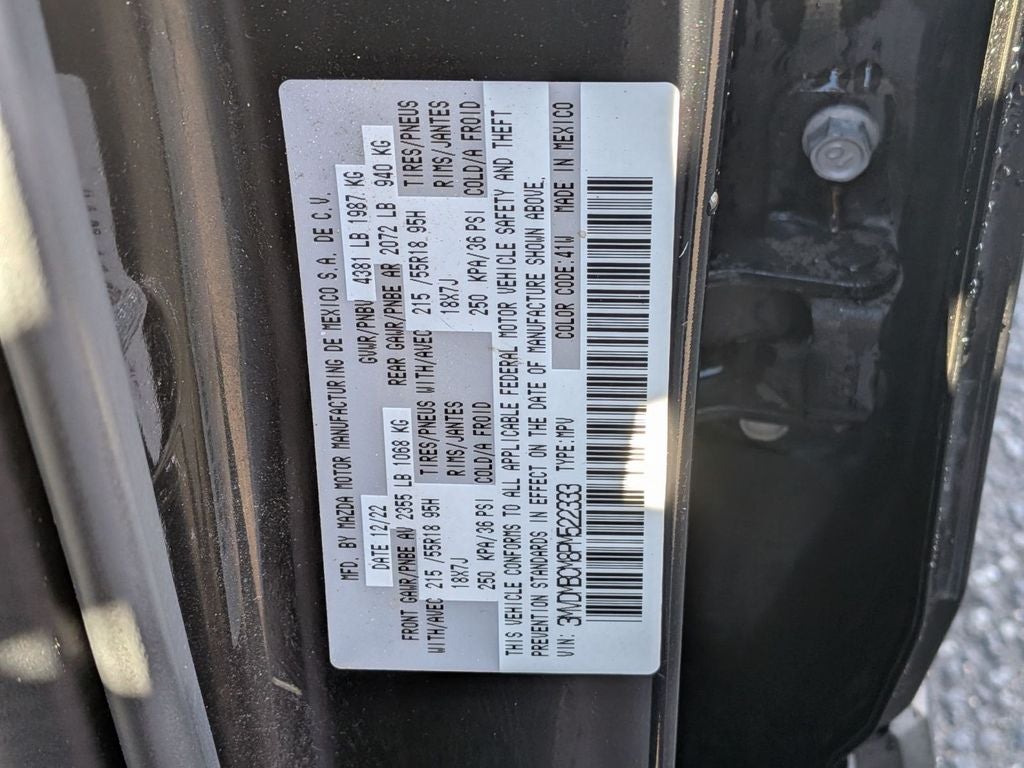 MFD. BY MAZDA MOTOR MANUFACTURING DE MEXICO S.A. DE C.V.
DATE 12/22 GVWR/PNBV 4381 LB 1987 KG
FRONT GAWR/PNBE AV 2355 LB 1068 KG REAR GAWR/PNBE AR 2072 LB 940 KG
WITH/AVEC 215 /55R18 95H TIRES/PNEUS WITH/AVEC 215 /55R18 95H TIRES/PNEUS
18X7J RIMS/JANTES 18X7J RIMS/JANTES
250 KPA/36 PSI COLD/A FROID 250 KPA/36 PSI COLD/A FROID
THIS VEHICLE CONFORMS TO ALL APPLICABLE FEDERAL MOTOR VEHICLE SAFETY AND THEFT
PREVENTION STANDARDS IN EFFECT ON THE DATE OF MANUFACTURE SHOWN ABOVE.
VIN: 3MVDMBCM8PM522333 TYPE:MPV COLOR CODE:41W MADE IN MEXICO